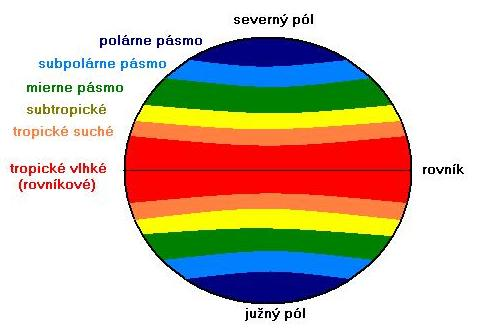 severný pól
polárne pásmo
subpolárne pásmo
mierne pásmo
subtropické
tropické suché
tropické vlhké
(rovníkové)
rovník
južný pól